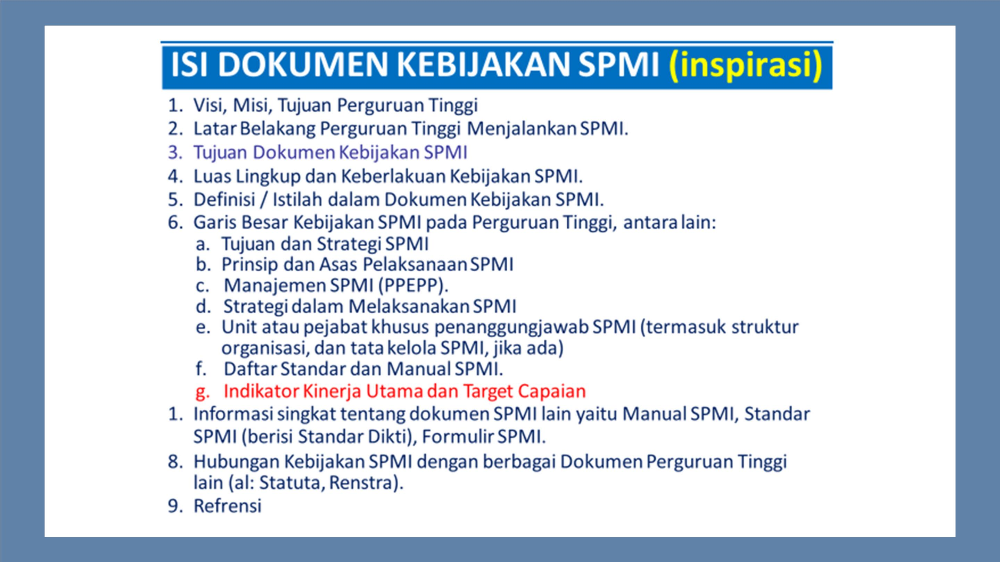 ISI DOKUMEN KEBIJAKAN SPMI (inspirasi)
1. Visi, Misi, Tujuan Perguruan Tinggi
2. Latar Belakang Perguruan Tinggi Menjalankan SPMI.
3. Tujuan Dokumen Kebijakan SPMI
4. Luas Lingkup dan Keberlakuan Kebijakan SPMI.
5. Definisi / Istilah dalam Dokumen Kebijakan SPMI.
6. Garis Besar Kebijakan SPMI pada Perguruan Tinggi, antara lain:
a. Tujuan dan Strategi SPMI
b. Prinsip dan Asas Pelaksanaan SPMI
c. Manajemen SPMI (PPEPP).
d. Strategi dalam Melaksanakan SPMI
e. Unit atau pejabat khusus penanggungjawab SPMI (termasuk struktur
organisasi, dan tata kelola SPMI, jika ada)
f. Daftar Standar dan Manual SPMI.
g. Indikator Kinerja Utama dan Target Capaian
1. Informasi singkat tentang dokumen SPMI lain yaitu Manual SPMI, Standar
SPMI (berisi Standar Dikti), Formulir SPMI.
8. Hubungan Kebijakan SPMI dengan berbagai Dokumen Perguruan Tinggi
lain (al: Statuta, Renstra).
9. Refrensi